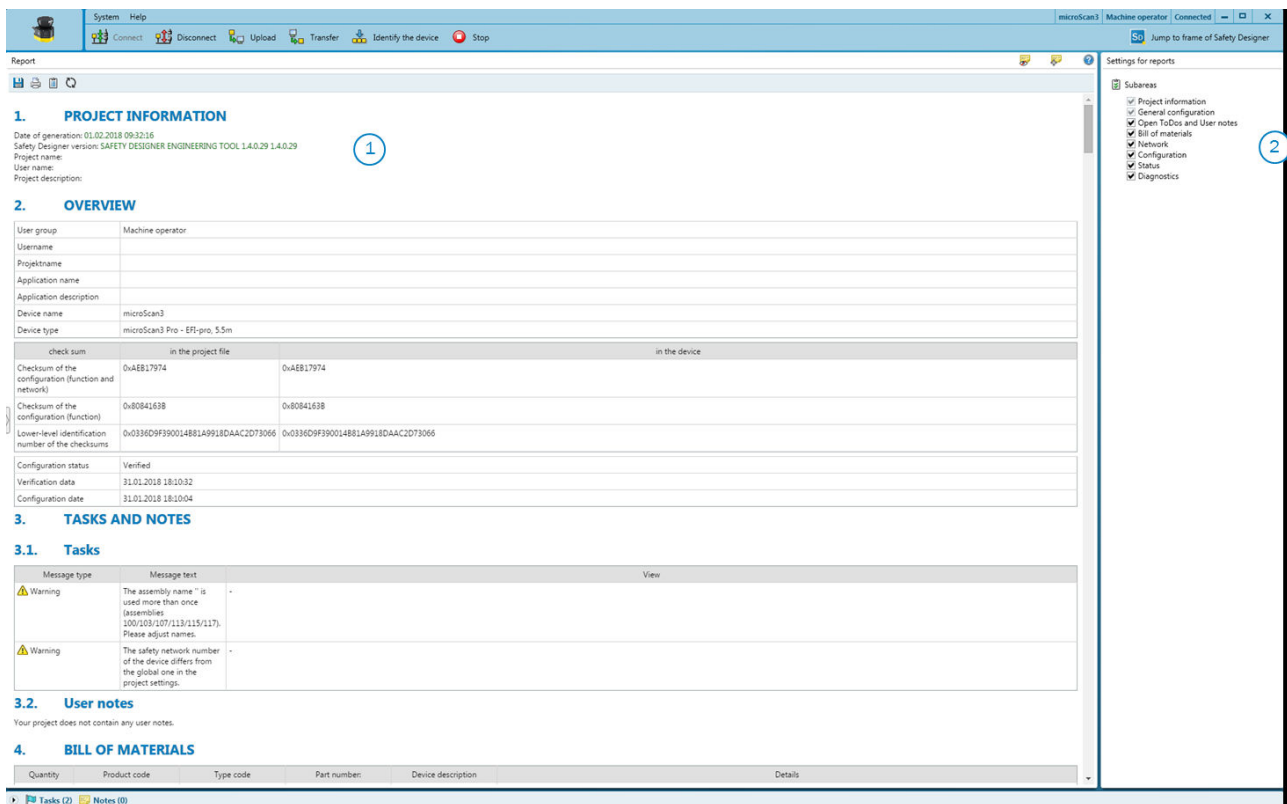 System Help
microScan3 Machine operator Connected
Connect Disconnect Upload Transfer Identify the device Stop
So Jump to frame of Safety Designer
Report
Settings for reports
Subareas
Project information
General configuration
Open ToDos and User notes
Bill of materials
Network
Configuration
Status
Diagnostics
2
1. PROJECT INFORMATION
Date of generation: 01.02.2018 09:32:16
Safety Designer version: SAFETY DESIGNER ENGINEERING TOOL 1.4.0.29 1.4.0.29
Project name:
User name:
Project description:
1
2. OVERVIEW
User group Machine operator
Username
Projektname
Application name
Application description
Device name microScan3
Device type microScan3 Pro - EFI-pro, 5.5m
check sum in the project file in the device
Checksum of the 0xAEB17974 0xAEB17974
configuration (function and
network)
Checksum of the 0x8084163B 0x8084163B
configuration (function)
Lower-level identification 0x0336D9F390014B81A9918DAAC2D73066 0x0336D9F390014B81A9918DAAC2D73066
number of the checksums
Configuration status Verified
Verification data 31.01.2018 18:10:32
Configuration date 31.01.2018 18:10:04
3. TASKS AND NOTES
3.1. Tasks
Message type Message text View
Warning The assembly name '' is -
used more than once
(assemblies
100/103/107/113/115/117).
Please adjust names.
Warning The safety network number -
of the device differs from
the global one in the
project settings.
3.2. User notes
Your project does not contain any user notes.
4. BILL OF MATERIALS
Quantity Product code Type code Part number: Device description Details
Tasks (2) Notes (0)